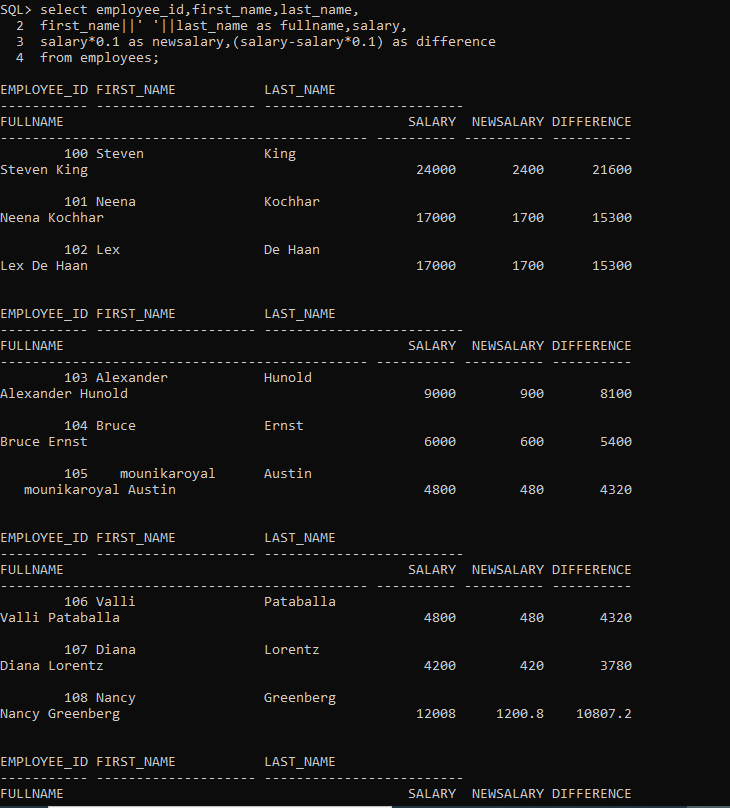 SQL> select employee_id,first_name,last_name,
  2  first_name||' '||last_name as fullname,salary,
  3  salary*0.1 as newsalary,(salary-salary*0.1) as difference
  4  from employees;

EMPLOYEE_ID FIRST_NAME           LAST_NAME
----------- -------------------- -------------------------
FULLNAME                                           SALARY  NEWSALARY DIFFERENCE
---------------------------------------------- ---------- ---------- ----------
        100 Steven               King
Steven King                                         24000       2400      21600

        101 Neena                Kochhar
Neena Kochhar                                       17000       1700      15300

        102 Lex                  De Haan
Lex De Haan                                         17000       1700      15300


EMPLOYEE_ID FIRST_NAME           LAST_NAME
----------- -------------------- -------------------------
FULLNAME                                           SALARY  NEWSALARY DIFFERENCE
---------------------------------------------- ---------- ---------- ----------
        103 Alexander            Hunold
Alexander Hunold                                     9000        900       8100

        104 Bruce                Ernst
Bruce Ernst                                          6000        600       5400

        105    mounikaroyal      Austin
   mounikaroyal Austin                               4800        480       4320


EMPLOYEE_ID FIRST_NAME           LAST_NAME
----------- -------------------- -------------------------
FULLNAME                                           SALARY  NEWSALARY DIFFERENCE
---------------------------------------------- ---------- ---------- ----------
        106 Valli                Pataballa
Valli Pataballa                                      4800        480       4320

        107 Diana                Lorentz
Diana Lorentz                                        4200        420       3780

        108 Nancy                Greenberg
Nancy Greenberg                                     12008     1200.8    10807.2


EMPLOYEE_ID FIRST_NAME           LAST_NAME
----------- -------------------- -------------------------
FULLNAME                                           SALARY  NEWSALARY DIFFERENCE